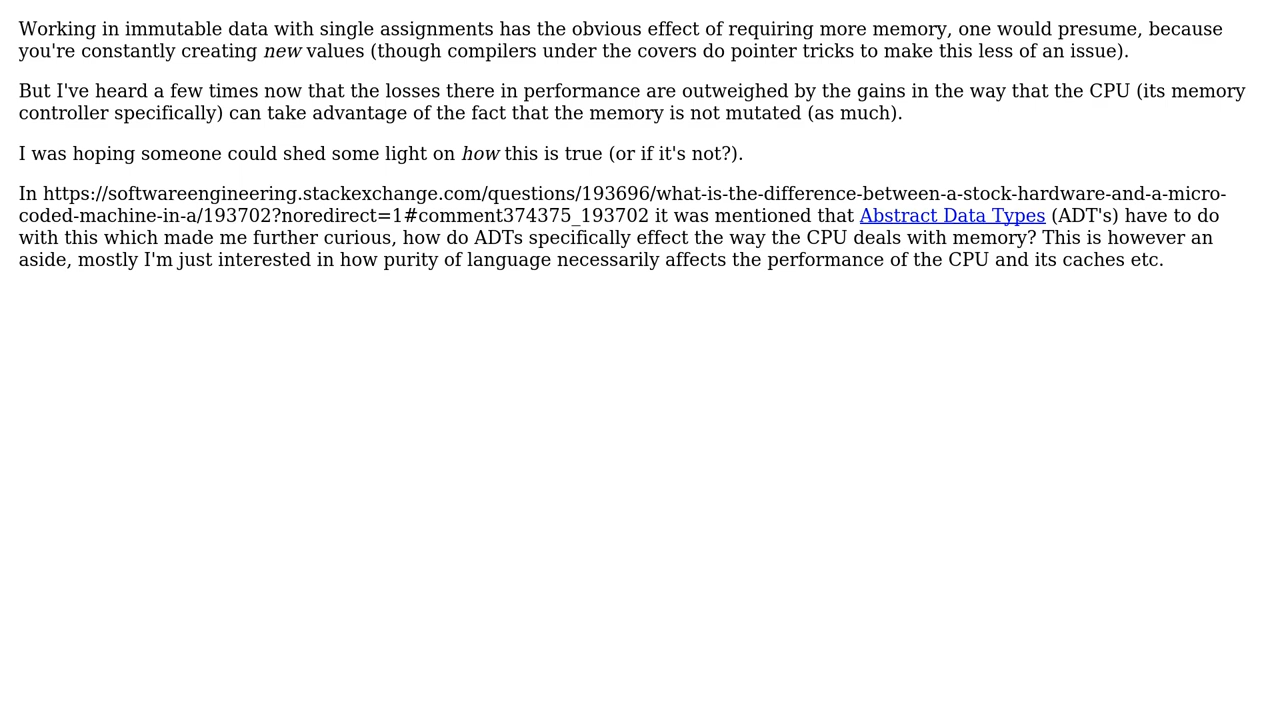 Working in immutable data with single assignments has the obvious effect of requiring more memory, one would presume, because
you're constantly creating new values (though compilers under the covers do pointer tricks to make this less of an issue).
But I've heard a few times now that the losses there in performance are outweighed by the gains in the way that the CPU (its memory
controller specifically) can take advantage of the fact that the memory is not mutated (as much).
I was hoping someone could shed some light on how this is true (or if it's not?).
In https://softwareengineering.stackexchange.com/questions/193696/what-is-the-difference-between-a-stock-hardware-and-a-micro-
coded-machine-in-a/193702?noredirect=1#comment374375_193702 it was mentioned that Abstract Data Types (ADT's) have to do
with this which made me further curious, how do ADTs specifically effect the way the CPU deals with memory? This is however an
aside, mostly I'm just interested in how purity of language necessarily affects the performance of the CPU and its caches etc.